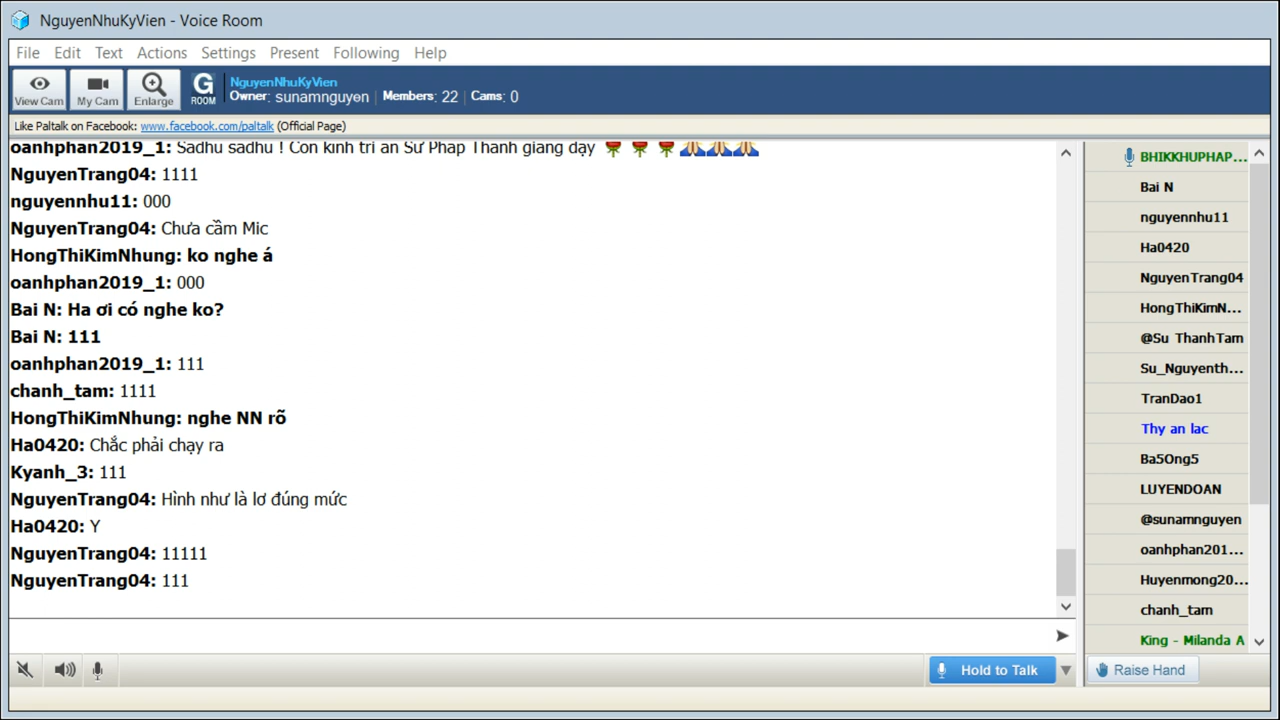 NguyenNhuKyVien - Voice Room
File Edit Text Actions Settings Present Following Help
View Cam
My Cam
Enlarge
G ROOM
NguyenNhuKyVien
Owner: sunamnguyen | Members: 22 | Cams: 0
Like Paltalk on Facebook: www.facebook.com/paltalk (Official Page)
oanhphan2019_1: Sadhu sadhu ! Con kinh tri an Sư Phap Thanh giang dạy
NguyenTrang04: 1111
nguyennhu11: 000
NguyenTrang04: Chưa cầm Mic
HongThiKimNhung: ko nghe á
oanhphan2019_1: 000
Bai N: Ha ơi có nghe ko?
Bai N: 111
oanhphan2019_1: 111
chanh_tam: 1111
HongThiKimNhung: nghe NN rõ
Ha0420: Chắc phải chạy ra
Kyanh_3: 111
NguyenTrang04: Hình như là lơ đúng mức
Ha0420: Y
NguyenTrang04: 11111
NguyenTrang04: 111
BHIKKHUPHAP...
Bai N
nguyennhu11
Ha0420
NguyenTrang04
HongThiKimN...
@Su ThanhTam
Su_Nguyenth...
TranDao1
Thy an lac
Ba5Ong5
LUYENDOAN
@sunamnguyen
oanhphan201...
Huyenmong20...
chanh_tam
King - Milanda A
Hold to Talk
Raise Hand